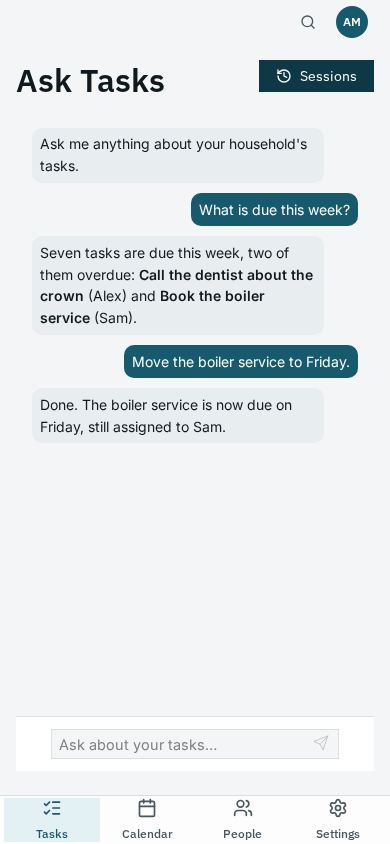 AM
Ask Tasks
Sessions
Ask me anything about your household's
tasks.
What is due this week?
Seven tasks are due this week, two of
them overdue: Call the dentist about the
crown (Alex) and Book the boiler
service (Sam).
Move the boiler service to Friday.
Done. The boiler service is now due on
Friday, still assigned to Sam.
Ask about your tasks...
Tasks
Calendar
People
Settings